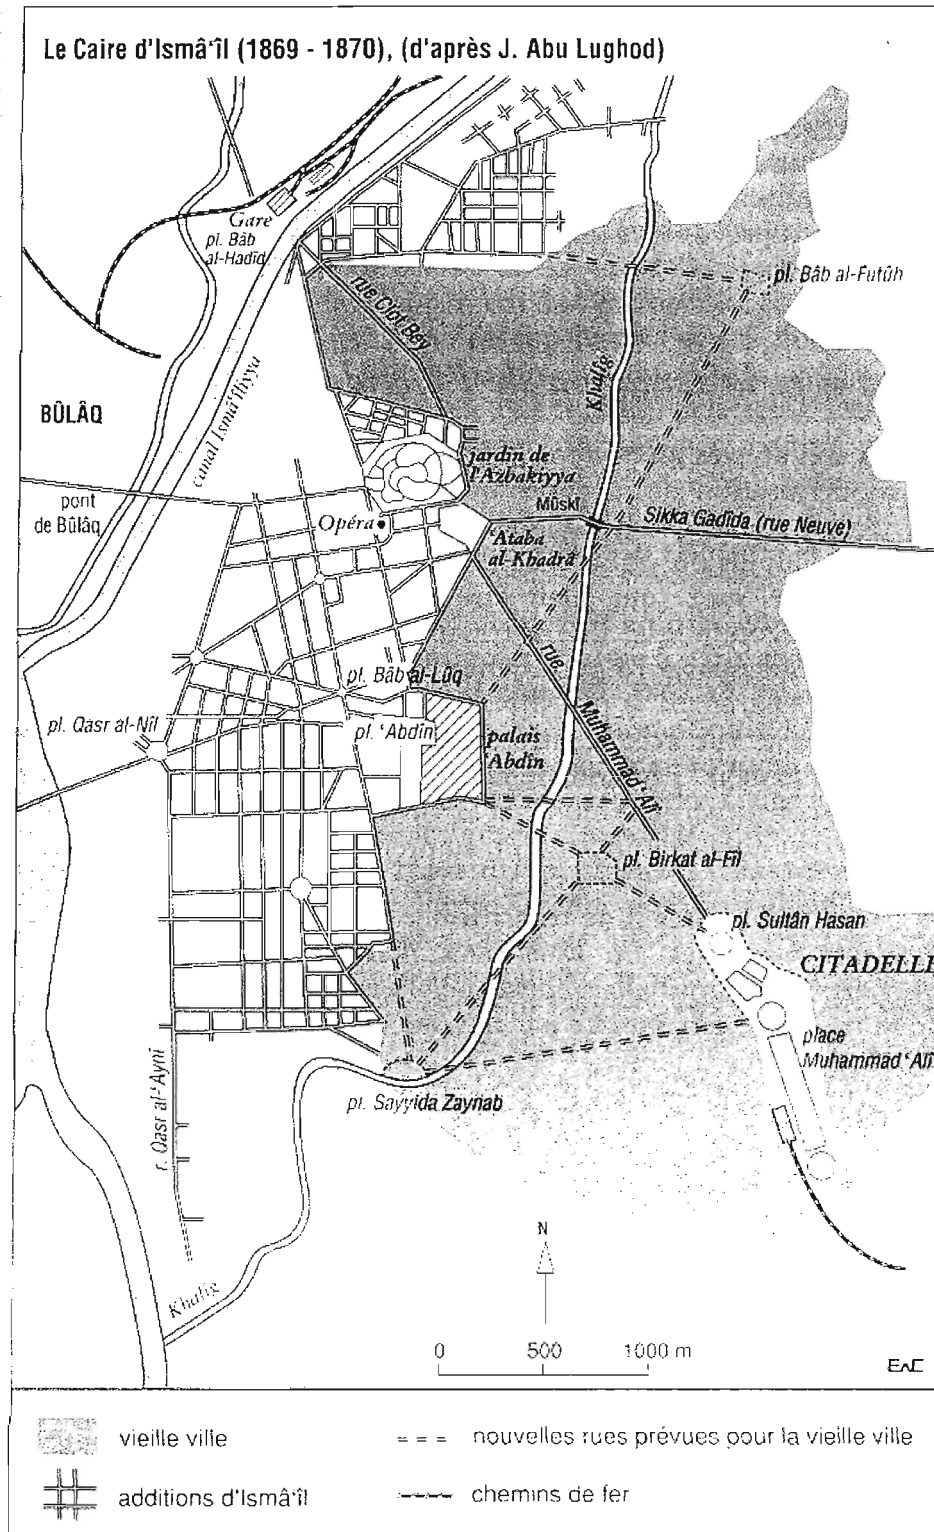 Le Caire d'Ismâ‘îl (1869 - 1870), (d'après J. Abu Lughod)
Gare
pl. Bâb
al-Hadîd
pl. Bâb al-Futûh
rue Clot Bey
Khalîg
canal Ismâ‘îliyya
BÛLÂQ
jardin de
l'Azbakiyya
pont
de Bûlâq
Opéra
Mûskî
Sikka Gadîda (rue Neuve)
‘Ataba
al-Khadrâ
rue Muhammad ‘Alî
pl. Bâb al-Lûq
pl. Qasr al-Nîl
pl. ‘Abdîn
palais
‘Abdîn
pl. Birkat al-Fîl
pl. Sultân Hasan
CITADELLE
place
Muhammad ‘Alî
pl. Sayyida Zaynab
r. Qasr al-‘Aynî
Khalîg
N
0 500 1000 m
EAC
vieille ville
nouvelles rues prévues pour la vieille ville
additions d'Ismâ‘îl
chemins de fer